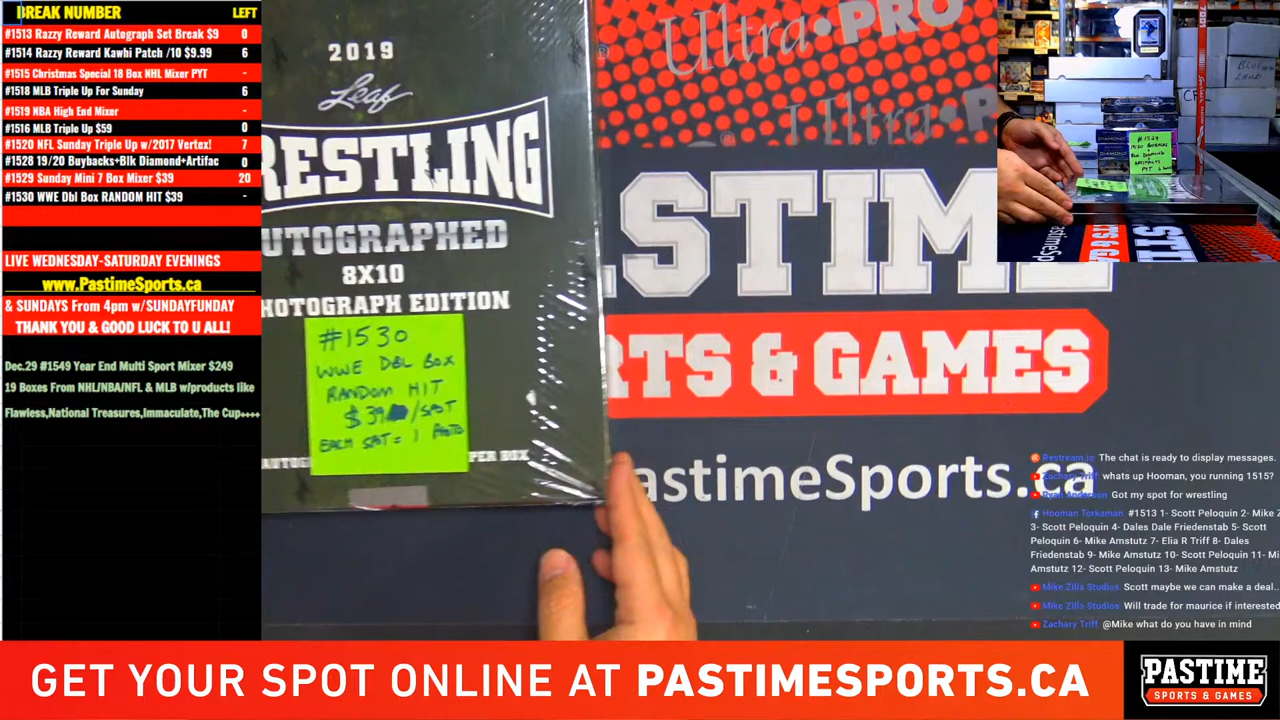 BREAK NUMBER LEFT
#1513 Razzy Reward Autograph Set Break $9 0
#1514 Razzy Reward Kawhi Patch /10 $9.99 6
#1515 Christmas Special 18 Box NHL Mixer PYT -
#1518 MLB Triple Up For Sunday 6
#1519 NBA High End Mixer -
#1516 MLB Triple Up $59 0
#1520 NFL Sunday Triple Up w/2017 Vertex! 7
#1528 19/20 Buybacks+Blk Diamond+Artifac 0
#1529 Sunday Mini 7 Box Mixer $39 20
#1530 WWE Dbl Box RANDOM HIT $39 -
LIVE WEDNESDAY-SATURDAY EVENINGS
www.PastimeSports.ca
& SUNDAYS From 4pm w/SUNDAYFUNDAY
THANK YOU & GOOD LUCK TO U ALL!
Dec.29 #1549 Year End Multi Sport Mixer $249
19 Boxes From NHL/NBA/NFL & MLB w/products like
Flawless,National Treasures,Immaculate,The Cup++++
2019
Leaf
RESTLING
UTOGRAPHED
8X10
HOTOGRAPH EDITION
#1530
WWE DBL BOX
RANDOM HIT
$39 /SPOT
EACH SPOT = 1 AUTO
AUTOG
PER BOX
Ultra•PRO
STIM
RTS & GAMES
astimeSports.ca
Restream.io The chat is ready to display messages.
Zachary Triff whats up Hooman, you running 1515?
Ryan Anderson Got my spot for wrestling
Hooman Torkaman #1513 1- Scott Peloquin 2- Mike Z
3- Scott Peloquin 4- Dales Dale Friedenstab 5- Scott
Peloquin 6- Mike Amstutz 7- Elia R Triff 8- Dales
Friedenstab 9- Mike Amstutz 10- Scott Peloquin 11- Mi
Amstutz 12- Scott Peloquin 13- Mike Amstutz
Mike Zilla Studios Scott maybe we can make a deal...
Mike Zilla Studios Will trade for maurice if interested
Zachary Triff @Mike what do you have in mind
GET YOUR SPOT ONLINE AT PASTIMESPORTS.CA
PASTIME
SPORTS & GAMES